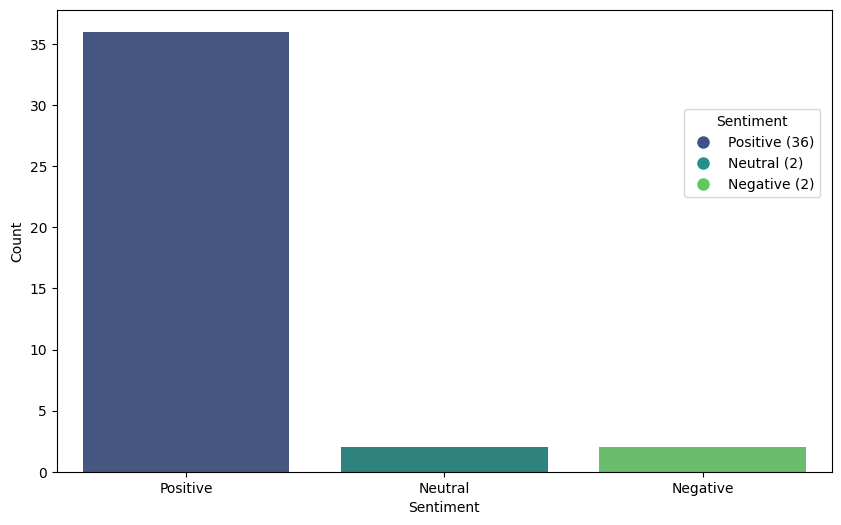 35
30
25
20
15
10
5
0
Count
Sentiment
Positive (36)
Neutral (2)
Negative (2)
Positive
Neutral
Negative
Sentiment